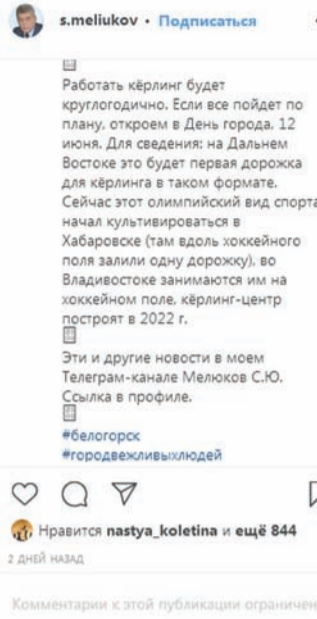 s.meliukov • Подписаться
Работать кёрлинг будет
круглогодично. Если все пойдет по
плану, откроем в День города, 12
июня. Для сведения: на Дальнем
Востоке это будет первая дорожка
для кёрлинга в таком формате.
Сейчас этот олимпийский вид спорта
начал культивироваться в
Хабаровске (там вдоль хоккейного
поля залили одну дорожку), во
Владивостоке занимаются им на
хоккейном поле, кёрлинг-центр
построят в 2022 г.
Эти и другие новости в моем
Телеграм-канале Мелюков С.Ю.
Ссылка в профиле.
#белогорск
#городвежливыхлюдей
Нравится nastya_koletina и ещё 844
2 ДНЕЙ НАЗАД
Комментарии к этой публикации ограничен